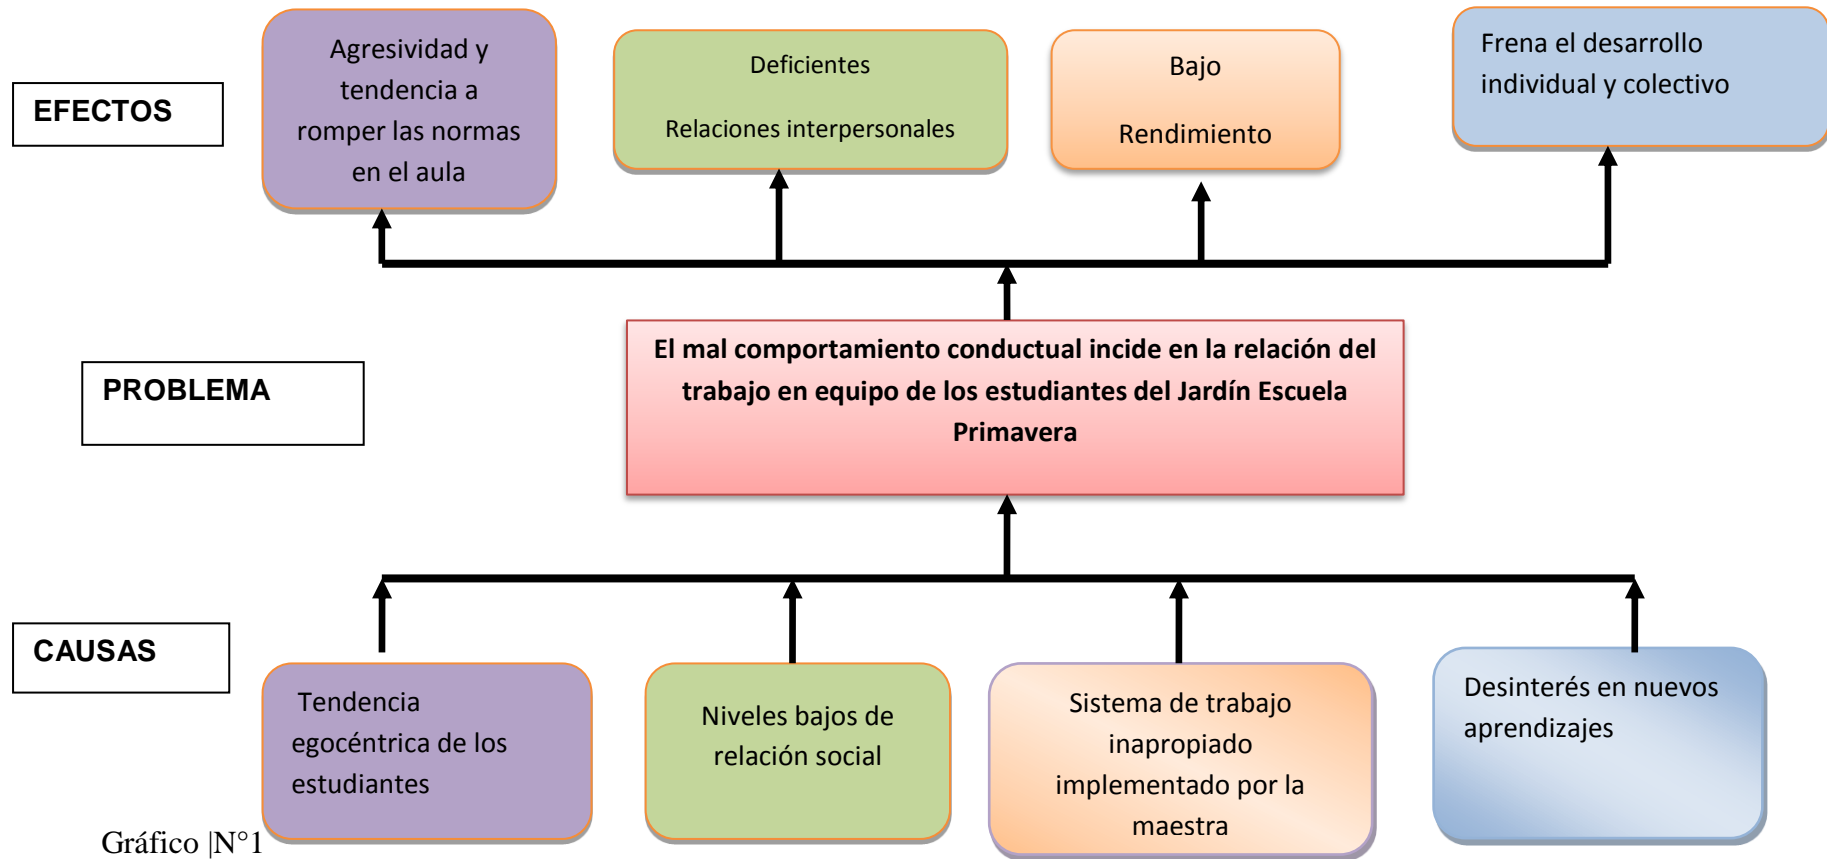 EFECTOS
Agresividad y
tendencia a
romper las normas
en el aula
Deficientes
Relaciones interpersonales
Bajo
Rendimiento
Frena el desarrollo
individual y colectivo
PROBLEMA
El mal comportamiento conductual incide en la relación del
trabajo en equipo de los estudiantes del Jardín Escuela
Primavera
CAUSAS
Tendencia
egocéntrica de los
estudiantes
Niveles bajos de
relación social
Sistema de trabajo
inapropiado
implementado por la
maestra
Desinterés en nuevos
aprendizajes
Gráfico |N°1